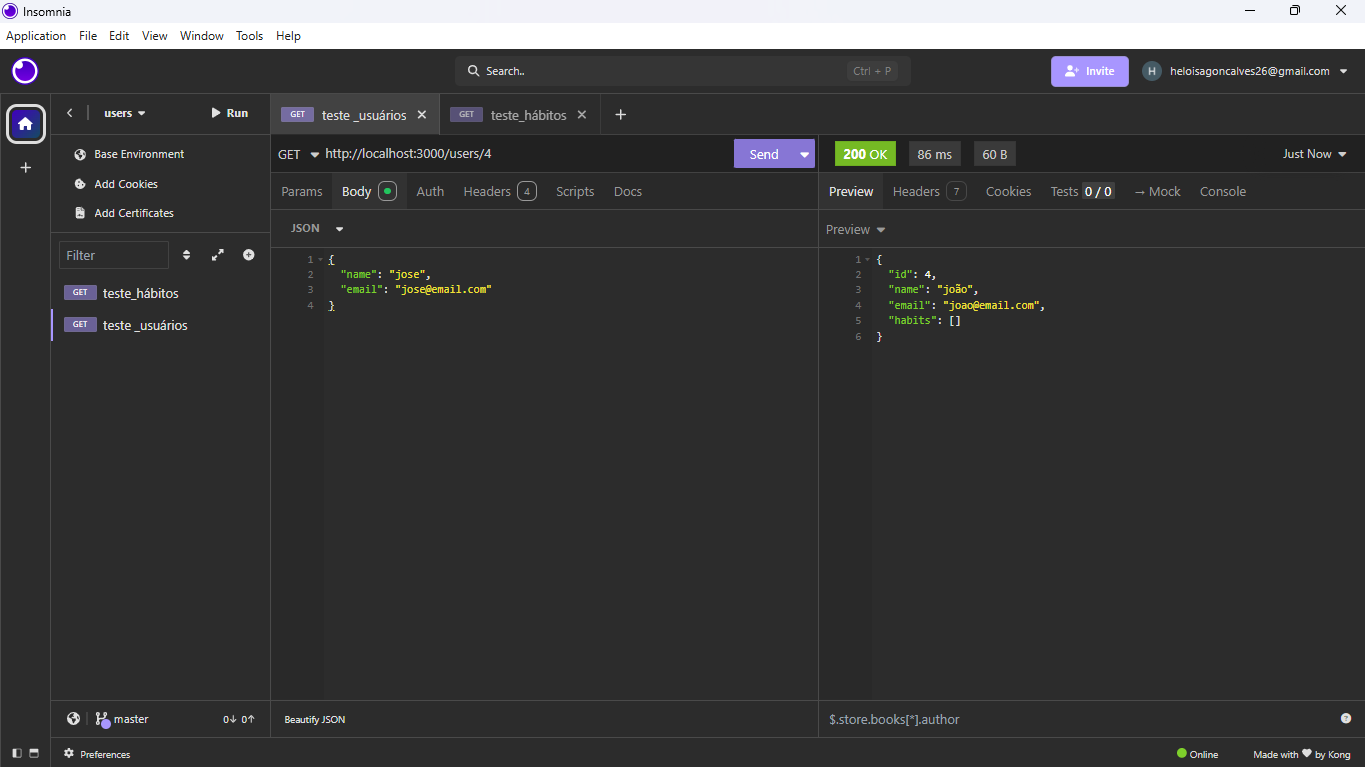 Insomnia
Application File Edit View Window Tools Help
Search.. Ctrl + P
Invite
H heloisagoncalves26@gmail.com
users Run
GET teste _usuários
GET teste_hábitos
Base Environment
Add Cookies
Add Certificates
Filter
GET teste_hábitos
GET teste _usuários
GET http://localhost:3000/users/4 Send
Params Body Auth Headers 4 Scripts Docs
JSON
1 {
2 "name": "jose",
3 "email": "jose@email.com"
4 }
200 OK 86 ms 60 B Just Now
Preview Headers 7 Cookies Tests 0 / 0 → Mock Console
Preview
1 {
2 "id": 4,
3 "name": "joão",
4 "email": "joao@email.com",
5 "habits": []
6 }
master 0↓ 0↑
Beautify JSON
$.store.books[*].author
Preferences
Online
Made with ♥ by Kong